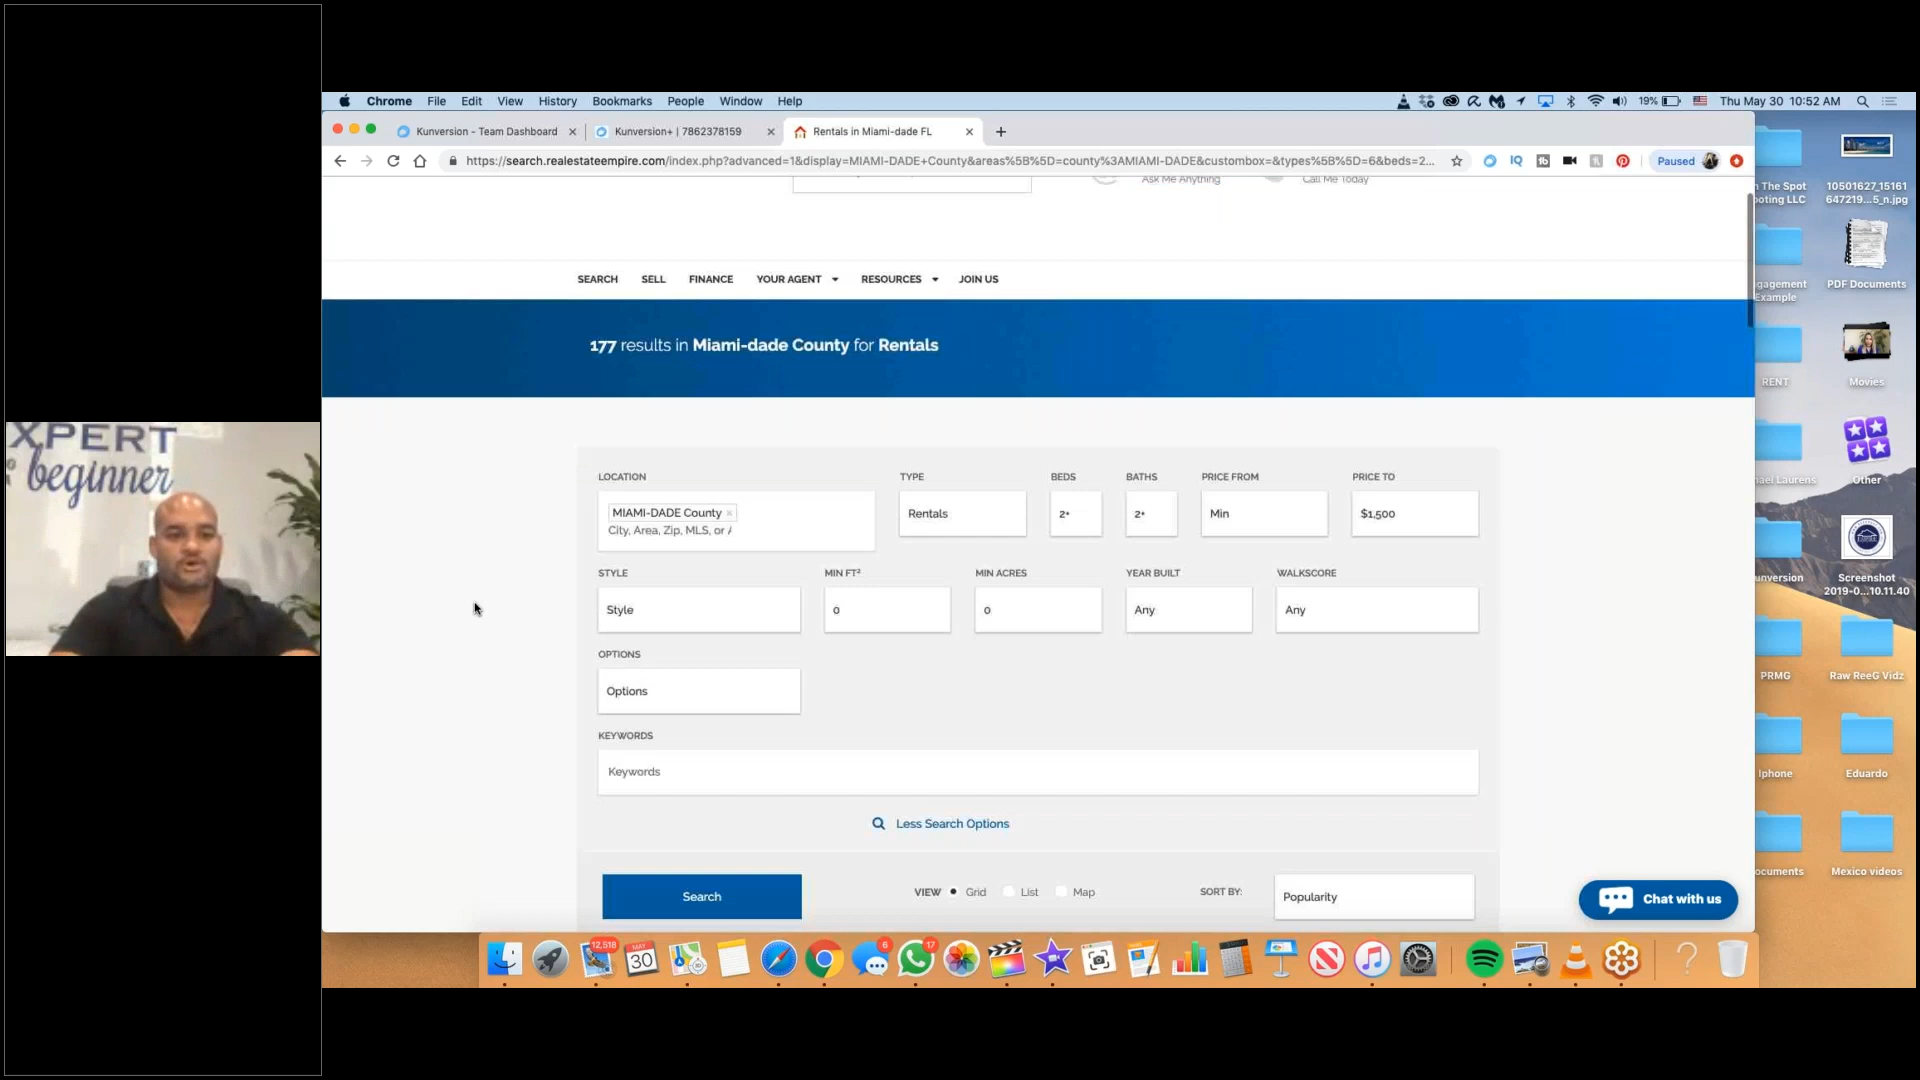 Chrome File Edit View History Bookmarks People Window Help
19% Thu May 30 10:52 AM
Kunversion - Team Dashboard
Kunversion+ | 7862378159
Rentals in Miami-dade FL
https://search.realestateempire.com/index.php?advanced=1&display=MIAMI-DADE+County&areas%5B%5D=county%3AMIAMI-DADE&custombox=&types%5B%5D=6&beds=2...
IQ
Paused
Ask Me Anything
Call Me Today
SEARCH SELL FINANCE YOUR AGENT RESOURCES JOIN US
177 results in Miami-dade County for Rentals
LOCATION TYPE BEDS BATHS PRICE FROM PRICE TO
MIAMI-DADE County ×
City, Area, Zip, MLS, or
Rentals 2+ 2+ Min $1,500
STYLE MIN FT² MIN ACRES YEAR BUILT WALKSCORE
Style 0 0 Any Any
OPTIONS
Options
KEYWORDS
Keywords
Less Search Options
Search
VIEW Grid List Map
SORT BY: Popularity
Chat with us
XPERT
beginner
The Spot
ooting LLC
10501627_15161
647219...5_n.jpg
gagement
Example
PDF Documents
RENT
Movies
ael Laurens
Other
unversion
Screenshot
2019-0...10.11.40
PRMG
Raw ReeG Vidz
Iphone
Eduardo
ocuments
Mexico videos
12,518
MAY
30
6
17